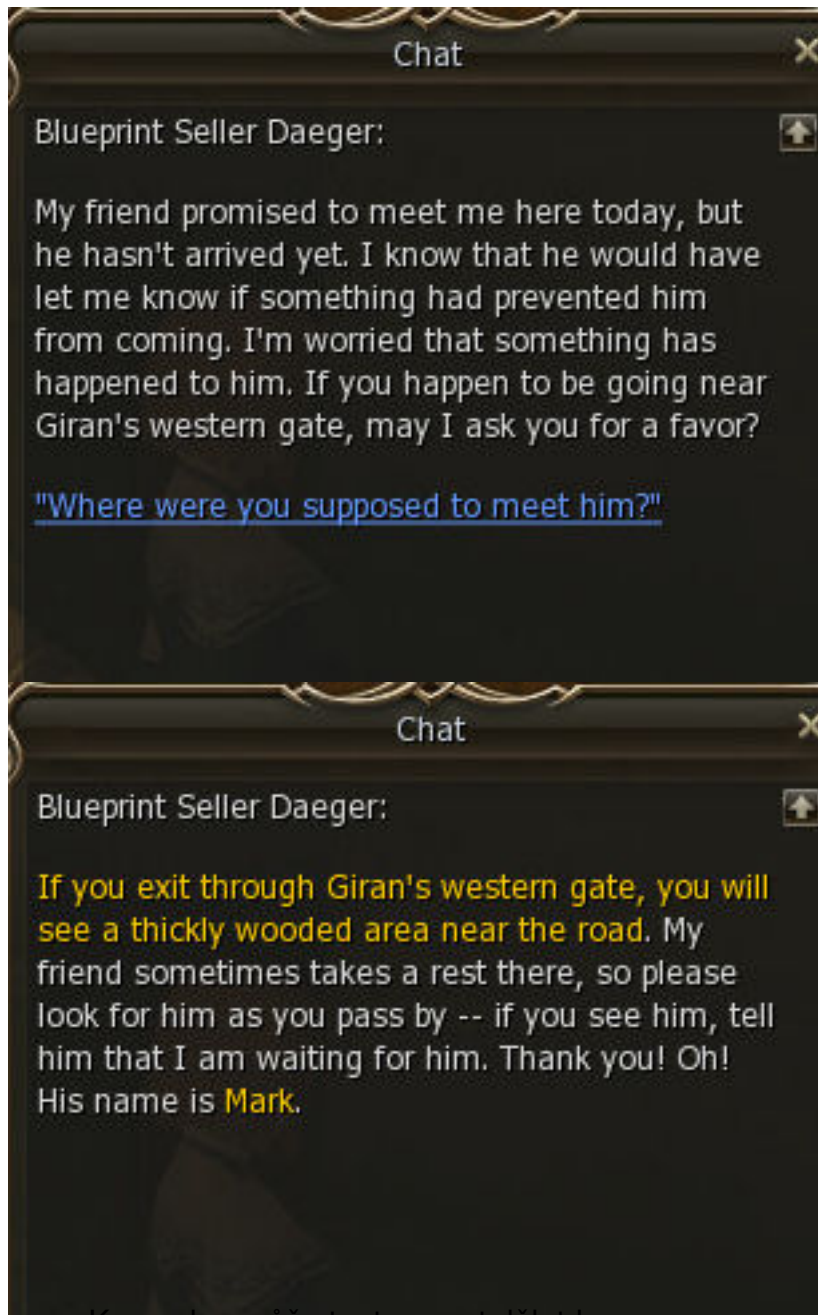 Chat
Blueprint Seller Daeger:
My friend promised to meet me here today, but
he hasn't arrived yet. I know that he would have
let me know if something had prevented him
from coming. I'm worried that something has
happened to him. If you happen to be going near
Giran's western gate, may I ask you for a favor?
"Where were you supposed to meet him?"
Chat
Blueprint Seller Daeger:
If you exit through Giran's western gate, you will
see a thickly wooded area near the road. My
friend sometimes takes a rest there, so please
look for him as you pass by -- if you see him, tell
him that I am waiting for him. Thank you! Oh!
His name is Mark.